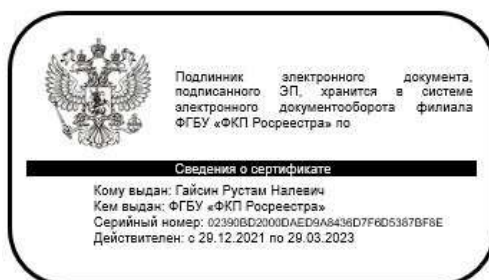 Подлинник электронного документа,
подписанного ЭП, хранится в системе
электронного документооборота филиала
ФГБУ «ФКП Росреестра» по
Сведения о сертификате
Кому выдан: Гайсин Рустам Налевич
Кем выдан: ФГБУ «ФКП Росреестра»
Серийный номер: 02390BD2000DAED9A8436D7F6D5387BF8E
Действителен: с 29.12.2021 по 29.03.2023